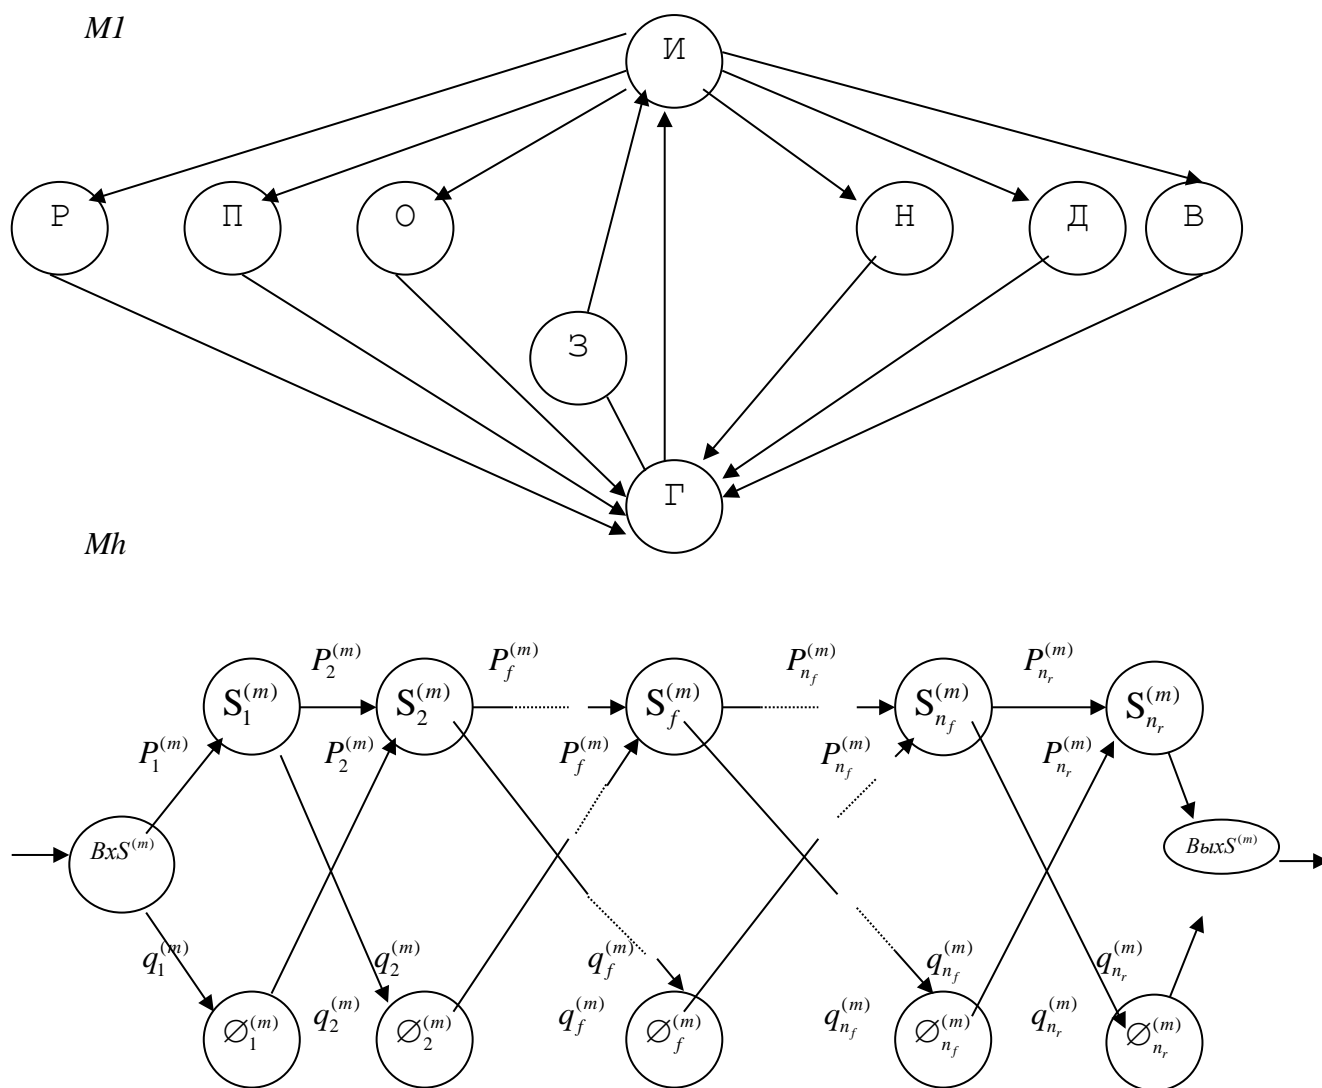 M1
И
Р П О Н Д В
З
Г
Mh
P_2^{(m)} P_f^{(m)} P_{n_f}^{(m)} P_{n_r}^{(m)}
S_1^{(m)} S_2^{(m)} S_f^{(m)} S_{n_f}^{(m)} S_{n_r}^{(m)}
P_1^{(m)} P_2^{(m)} P_f^{(m)} P_{n_f}^{(m)} P_{n_r}^{(m)}
ВхS^{(m)} ВыхS^{(m)}
q_1^{(m)} q_2^{(m)} q_f^{(m)} q_{n_f}^{(m)} q_{n_r}^{(m)}
∅_1^{(m)} q_2^{(m)} ∅_2^{(m)} q_f^{(m)} ∅_f^{(m)} q_{n_f}^{(m)} ∅_{n_f}^{(m)} q_{n_r}^{(m)} ∅_{n_r}^{(m)}